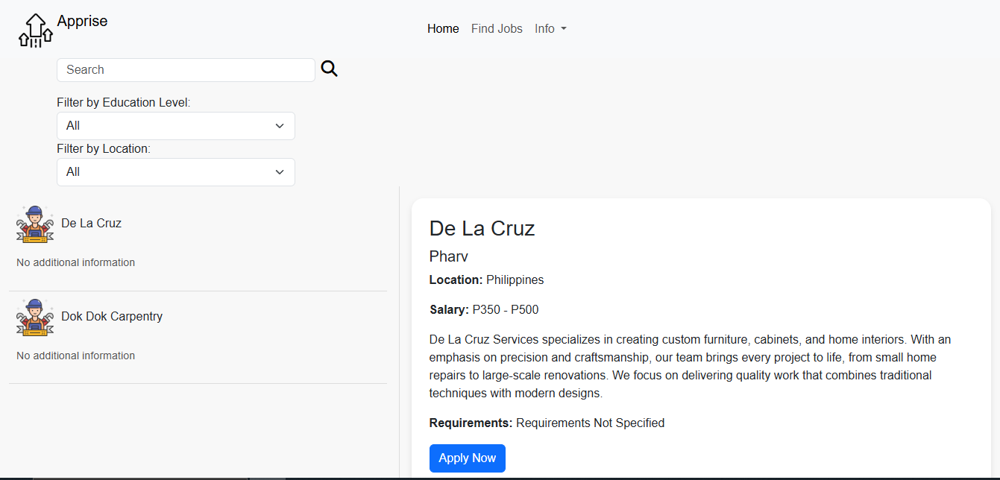 Apprise
Home Find Jobs Info
Search
Filter by Education Level:
All
Filter by Location:
All
De La Cruz
No additional information
Dok Dok Carpentry
No additional information
De La Cruz
Pharv
Location: Philippines
Salary: P350 - P500
De La Cruz Services specializes in creating custom furniture, cabinets, and home interiors. With an
emphasis on precision and craftsmanship, our team brings every project to life, from small home
repairs to large-scale renovations. We focus on delivering quality work that combines traditional
techniques with modern designs.
Requirements: Requirements Not Specified
Apply Now